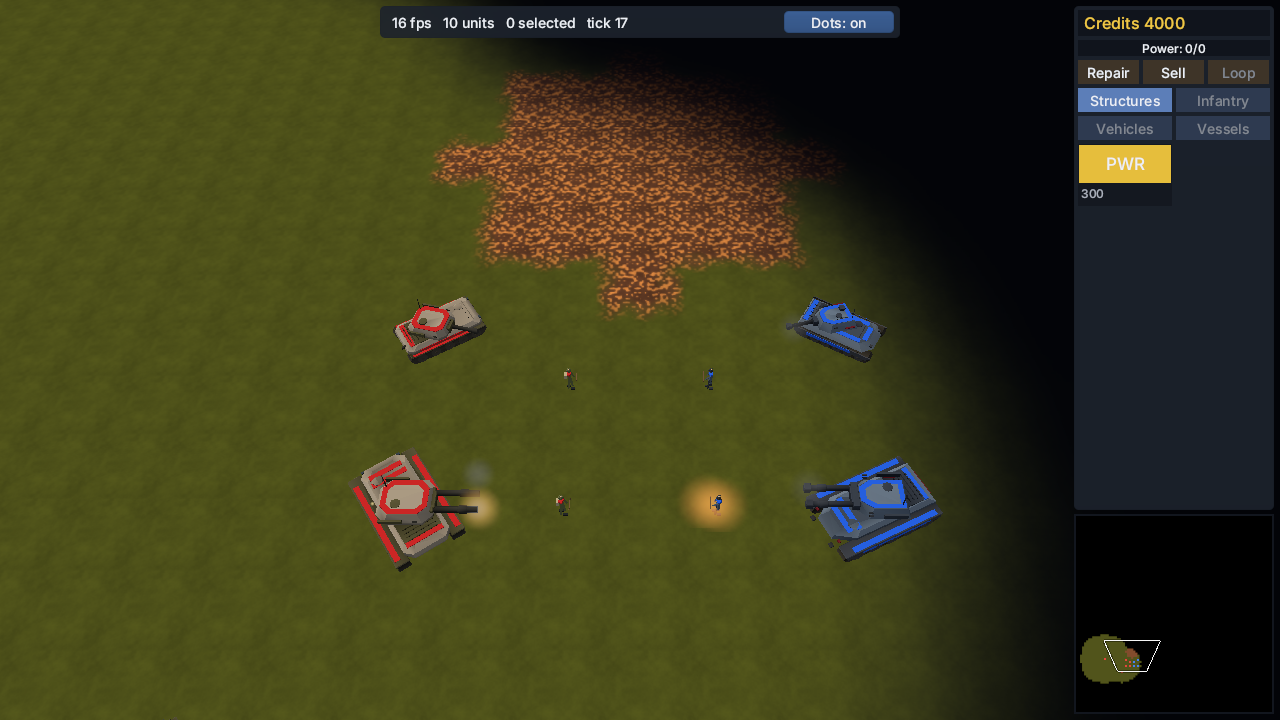 16 fps 10 units 0 selected tick 17 Dots: on
Credits 4000
Power: 0/0
Repair Sell Loop
Structures Infantry
Vehicles Vessels
PWR
300